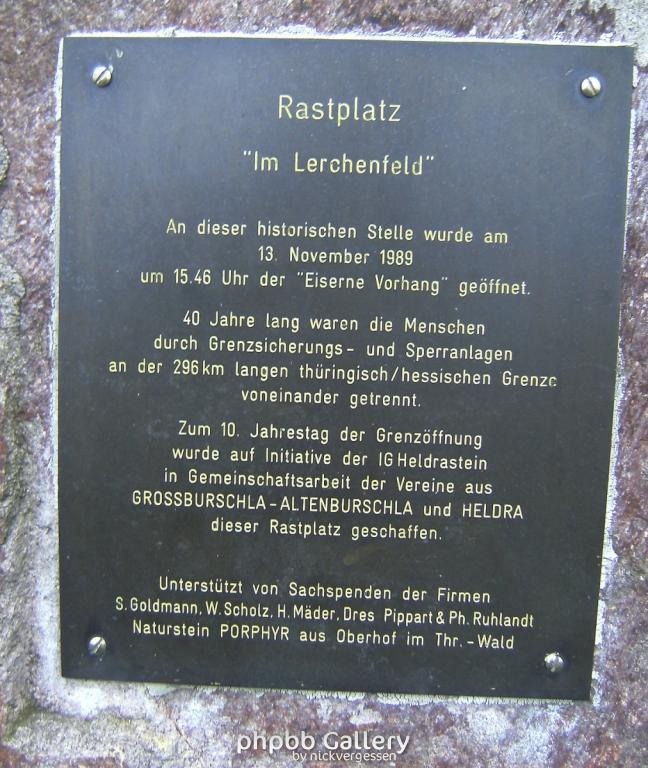 Rastplatz
"Im Lerchenfeld"
An dieser historischen Stelle wurde am
13. November 1989
um 15.46 Uhr der "Eiserne Vorhang" geöffnet.
40 Jahre lang waren die Menschen
durch Grenzsicherungs- und Sperranlagen
an der 296km langen thüringisch/hessischen Grenze
voneinander getrennt.
Zum 10. Jahrestag der Grenzöffnung
wurde auf Initiative der IG Heldrastein
in Gemeinschaftsarbeit der Vereine aus
GROSSBURSCHLA-ALTENBURSCHLA und HELDRA
dieser Rastplatz geschaffen.
Unterstützt von Sachspenden der Firmen
S. Goldmann, W. Scholz, H. Mäder, Dres Pippart & Ph. Ruhlandt
Naturstein PORPHYR aus Oberhof im Thr.-Wald
phpbb Gallery
by nickvergessen